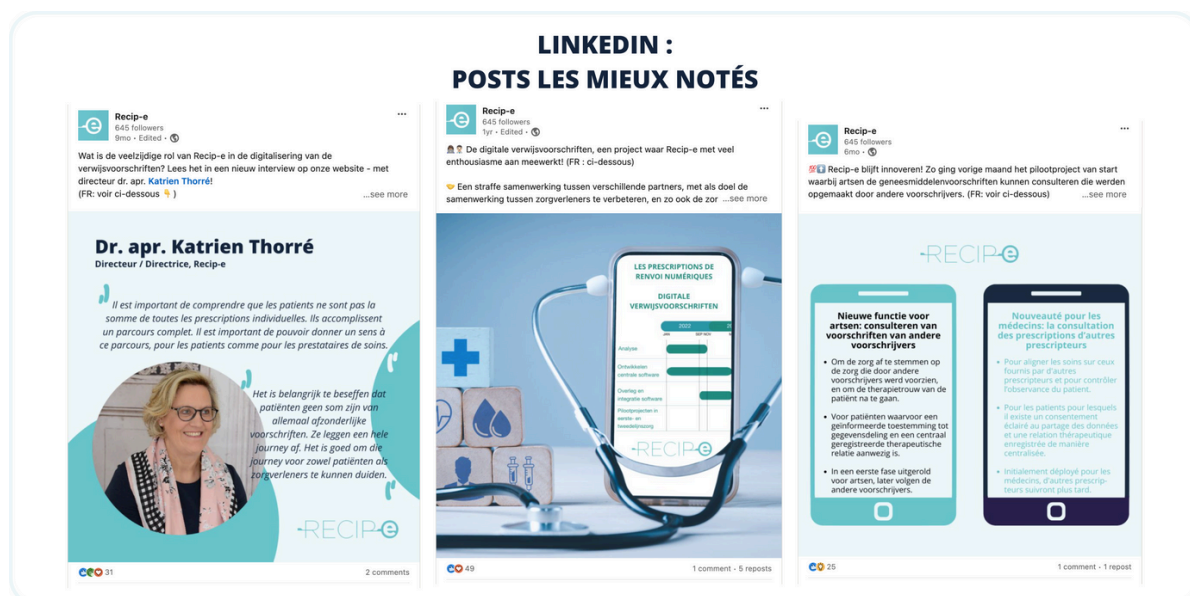 LINKEDIN :
POSTS LES MIEUX NOTÉS
Recip-e
645 followers
9mo • Edited •
Wat is de veelzijdige rol van Recip-e in de digitalisering van de
verwijsvoorschriften? Lees het in een nieuw interview op onze website - met
directeur dr. apr. Katrien Thorré!
(FR: voir ci-dessous 👇 )
...see more
Dr. apr. Katrien Thorré
Directeur / Directrice, Recip-e
Il est important de comprendre que les patients ne sont pas la
somme de toutes les prescriptions individuelles. Ils accomplissent
un parcours complet. Il est important de pouvoir donner un sens à
ce parcours, pour les patients comme pour les prestataires de soins.
Het is belangrijk te beseffen dat
patiënten geen som zijn van
allemaal afzonderlijke
voorschriften. Ze leggen een hele
journey af. Het is goed om die
journey voor zowel patiënten als
zorgverleners te kunnen duiden.
RECIP-e
31
2 comments
Recip-e
645 followers
1yr • Edited •
De digitale verwijsvoorschriften, een project waar Recip-e met veel
enthousiasme aan meewerkt! (FR : ci-dessous)
Een straffe samenwerking tussen verschillende partners, met als doel de
samenwerking tussen zorgverleners te verbeteren, en zo ook de zor ...see more
LES PRESCRIPTIONS DE
RENVOI NUMÉRIQUES
DIGITALE
VERWIJSVOORSCHRIFTEN
2022
Analyse
Ontwikkelen
centrale software
Overleg en
integratie software
Pilootprojecten in
eerste- en
tweedelijnszorg
RECIP-e
49
1 comment • 5 reposts
Recip-e
645 followers
6mo •
💯⬆️ Recip-e blijft innoveren! Zo ging vorige maand het pilootproject van start
waarbij artsen de geneesmiddelenvoorschriften kunnen consulteren die werden
opgemaakt door andere voorschrijvers. (FR: voir ci-dessous)
...see more
RECIP-e
Nieuwe functie voor
artsen: consulteren van
voorschriften van andere
voorschrijvers
• Om de zorg af te stemmen op
de zorg die door andere
voorschrijvers werd voorzien,
en om de therapietrouw van de
patiënt na te gaan.
• Voor patiënten waarvoor een
geïnformeerde toestemming tot
gegevensdeling en een centraal
geregistreerde therapeutische
relatie aanwezig is.
• In een eerste fase uitgerold
voor artsen, later volgen de
andere voorschrijvers.
Nouveauté pour les
médecins: la consultation
des prescriptions d'autres
prescripteurs
• Pour aligner les soins sur ceux
fournis par d'autres
prescripteurs et pour contrôler
l'observance du patient.
• Pour les patients pour lesquels
il existe un consentement
éclairé au partage des données
et une relation thérapeutique
enregistrée de manière
centralisée.
• Initialement déployé pour les
médecins, d'autres prescrip-
teurs suivront plus tard.
25
1 comment • 1 repost